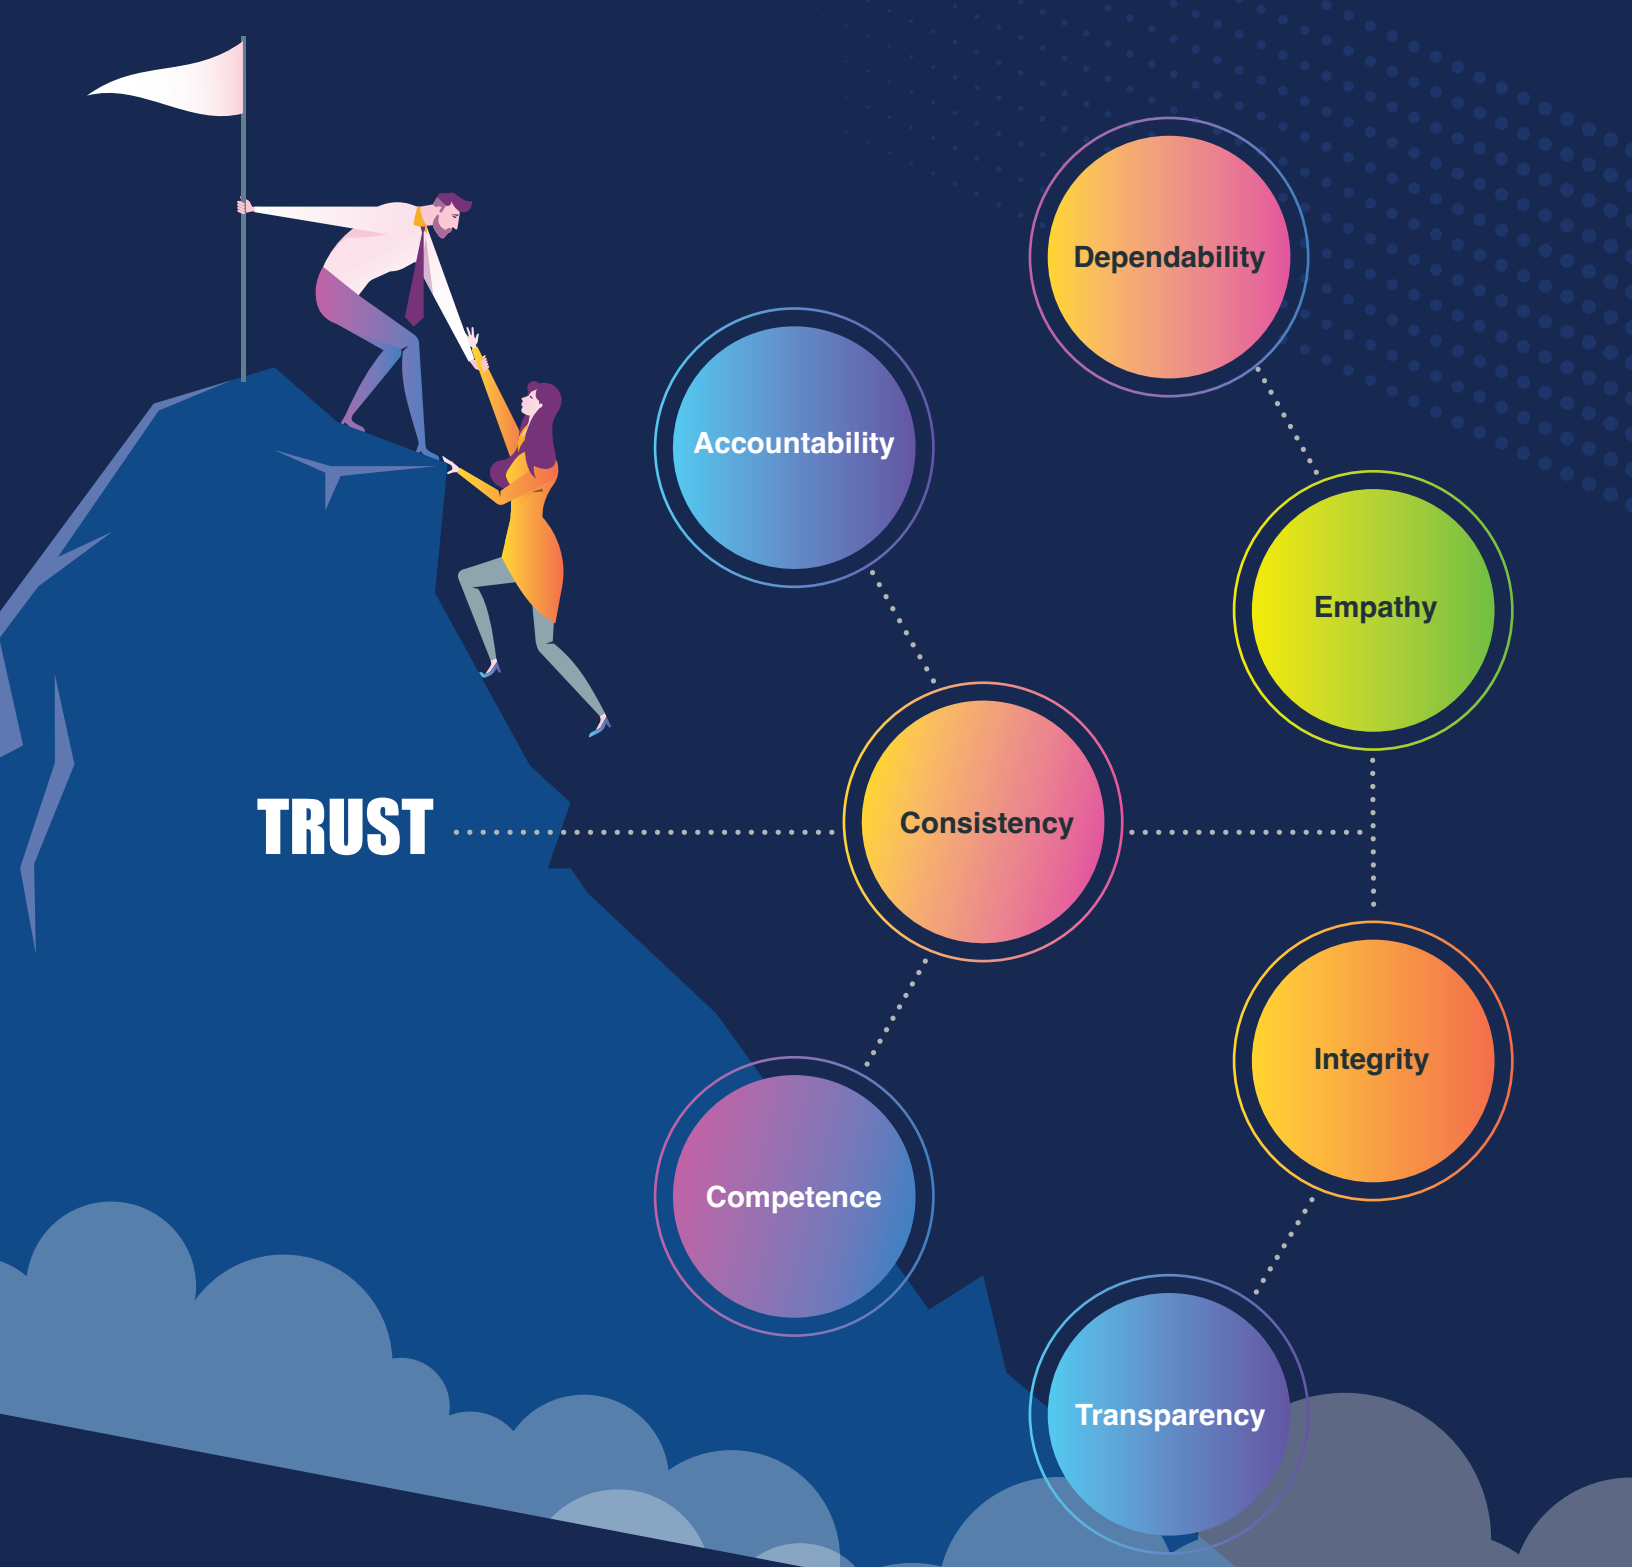 Dependability
Accountability
Empathy
TRUST
Consistency
Integrity
Competence
Transparency